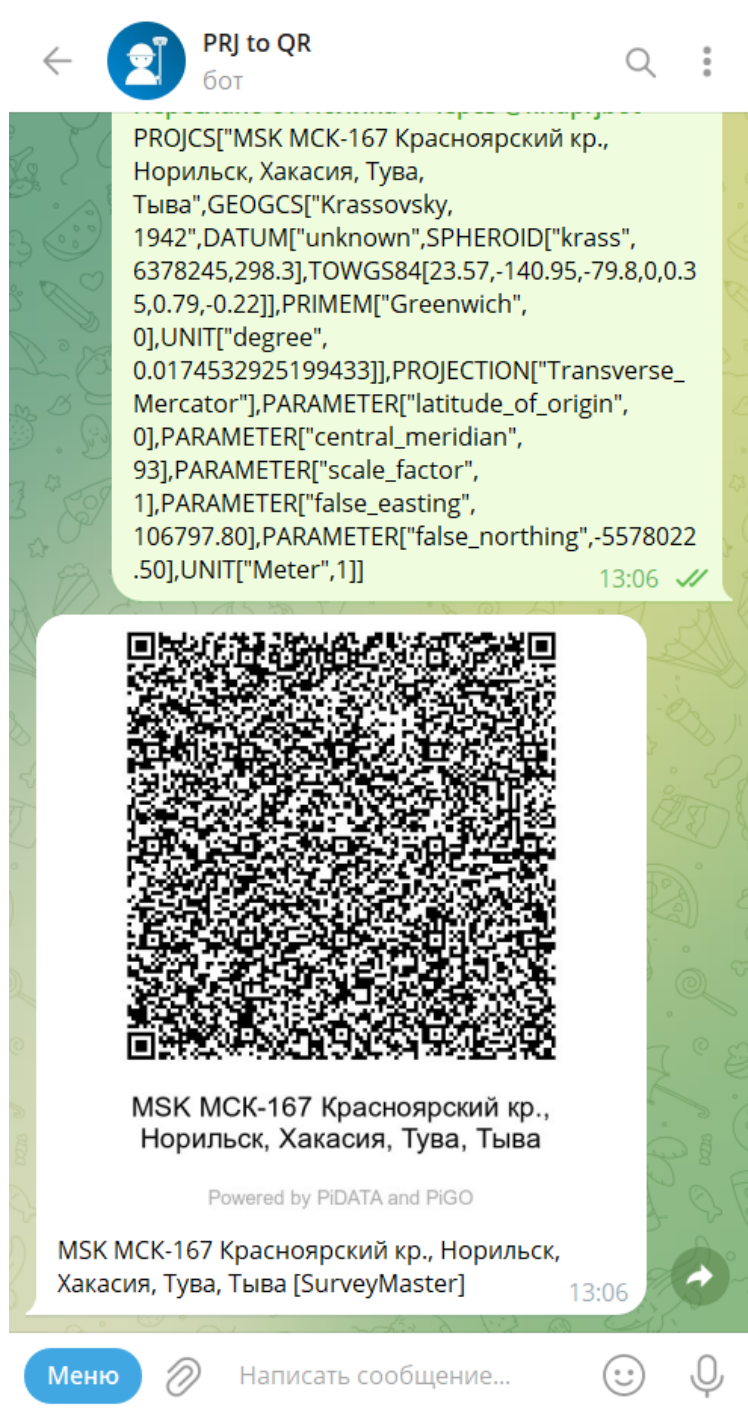 PRJ to QR
бот
PROJCS["MSK МСК-167 Красноярский кр.,
Норильск, Хакасия, Тува,
Тыва",GEOGCS["Krassovsky,
1942",DATUM["unknown",SPHEROID["krass",
6378245,298.3],TOWGS84[23.57,-140.95,-79.8,0,0.3
5,0.79,-0.22]],PRIMEM["Greenwich",
0],UNIT["degree",
0.0174532925199433]],PROJECTION["Transverse_
Mercator"],PARAMETER["latitude_of_origin",
0],PARAMETER["central_meridian",
93],PARAMETER["scale_factor",
1],PARAMETER["false_easting",
106797.80],PARAMETER["false_northing",-5578022
.50],UNIT["Meter",1]]
13:06
MSK МСК-167 Красноярский кр.,
Норильск, Хакасия, Тува, Тыва
Powered by PiDATA and PiGO
MSK МСК-167 Красноярский кр., Норильск,
Хакасия, Тува, Тыва [SurveyMaster]
13:06
Меню
Написать сообщение...